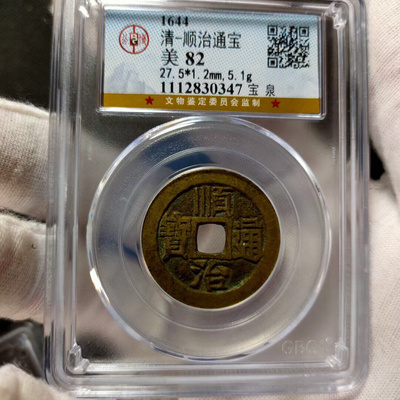 1644
清-顺治通宝
美 82
27.5*1.2mm,5.1g
1112830347 宝 泉
★ 文物鉴定委员会监制 ★
順治通寶
GBC